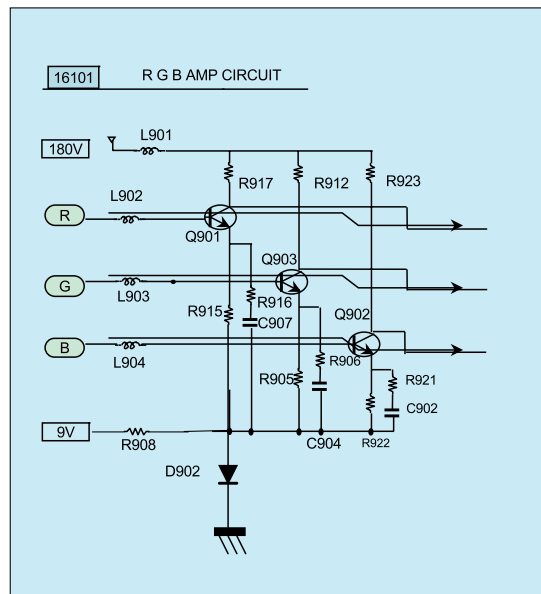 16101 R G B AMP CIRCUIT
L901
180V
R917 R912 R923
L902
R
Q901
Q903
G
L903
R916
R915
C907
Q902
B
L904
R906
R905
R921
C902
9V
R908
C904
R922
D902